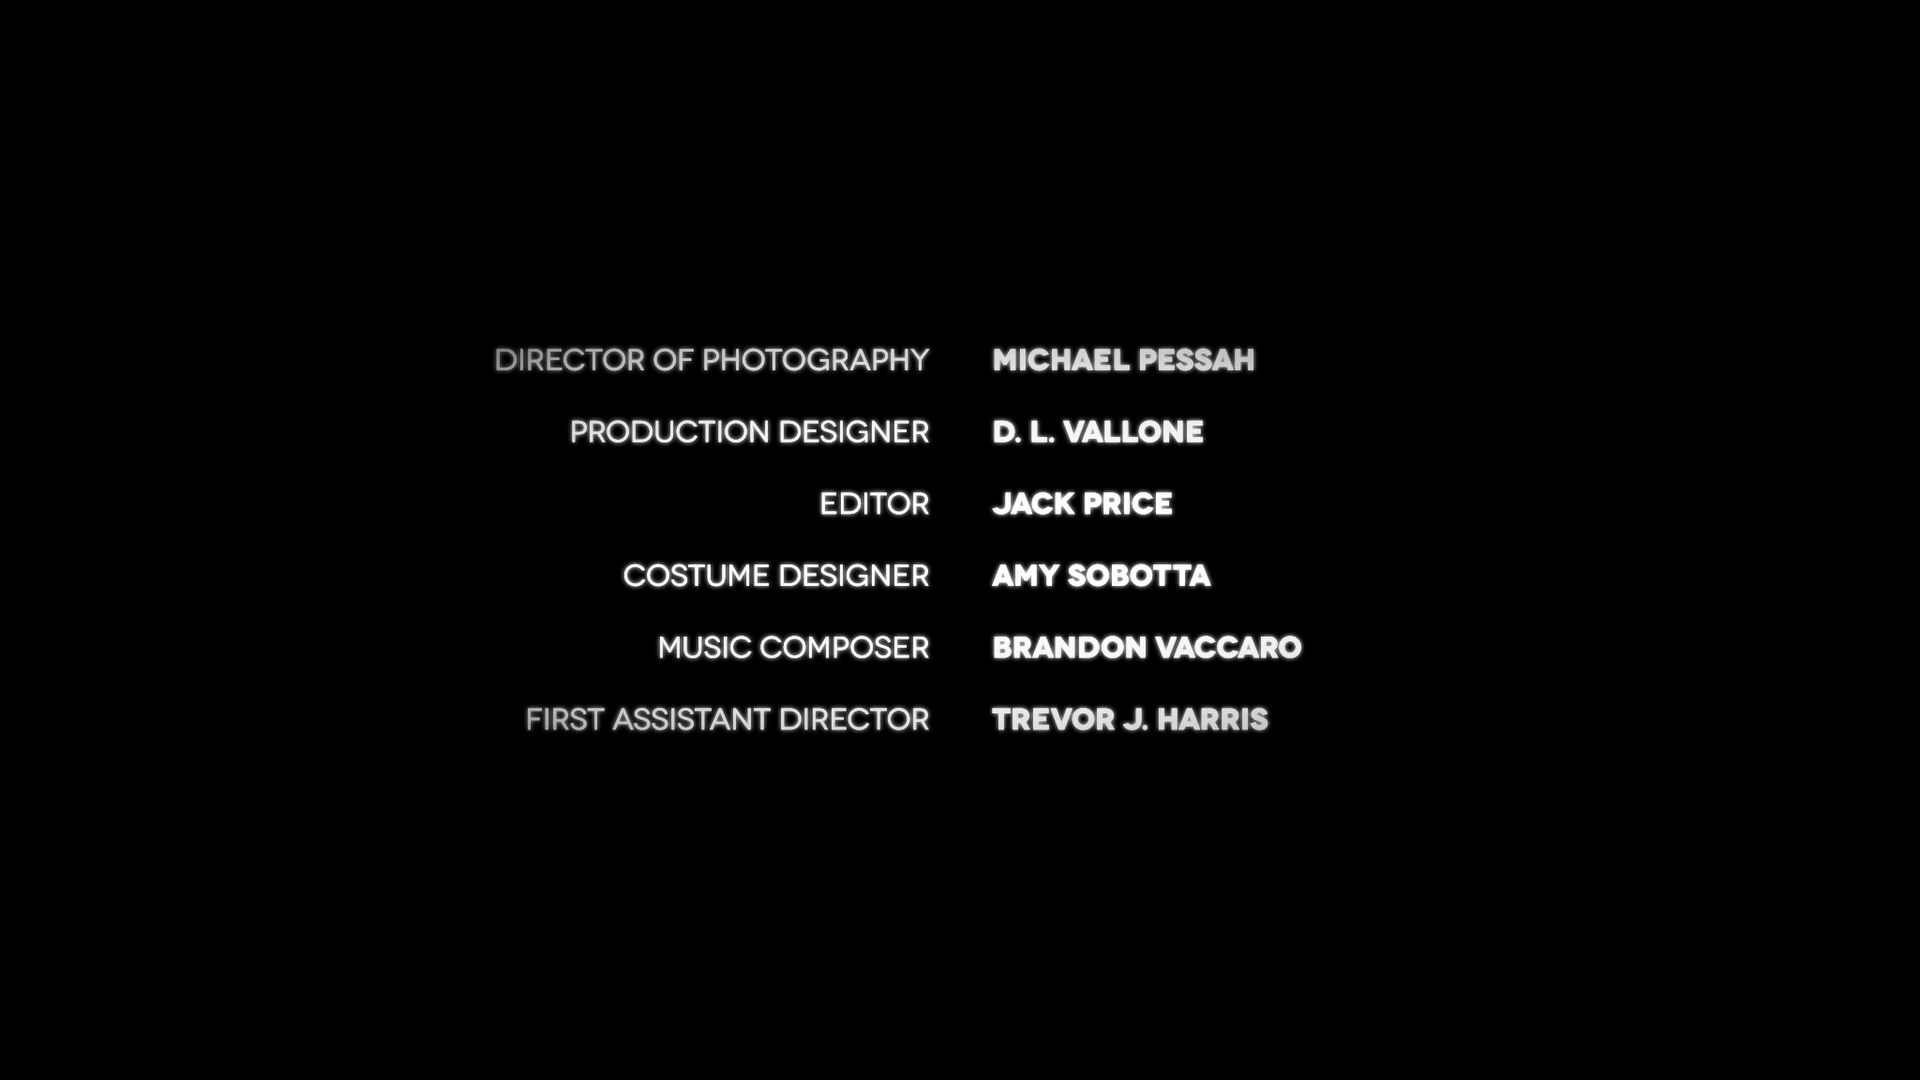 DIRECTOR OF PHOTOGRAPHY MICHAEL PESSAH
PRODUCTION DESIGNER D. L. VALLONE
EDITOR JACK PRICE
COSTUME DESIGNER AMY SOBOTTA
MUSIC COMPOSER BRANDON VACCARO
FIRST ASSISTANT DIRECTOR TREVOR J. HARRIS